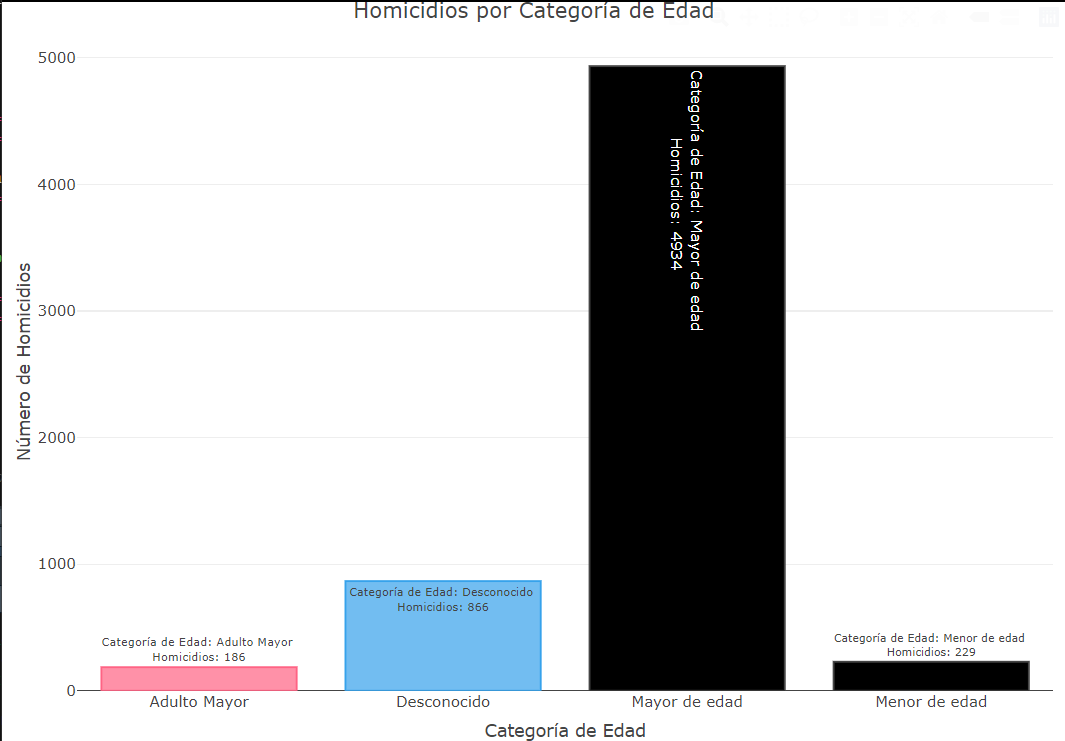 Homicidios por Categoría de Edad
Número de Homicidios
5000
4000
3000
2000
1000
0
Categoría de Edad: Adulto Mayor
Homicidios: 186
Categoría de Edad: Desconocido
Homicidios: 866
Categoría de Edad: Mayor de edad
Homicidios: 4934
Categoría de Edad: Menor de edad
Homicidios: 229
Adulto Mayor
Desconocido
Mayor de edad
Menor de edad
Categoría de Edad